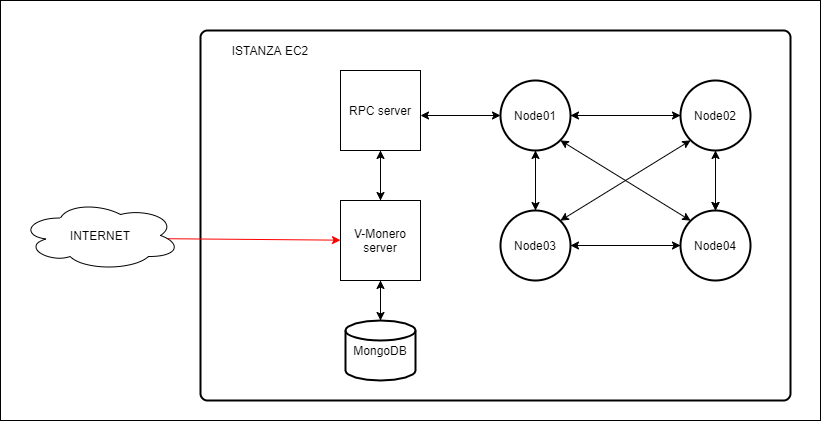 ISTANZA EC2
RPC server
Node01
Node02
INTERNET
V-Monero
server
Node03
Node04
MongoDB